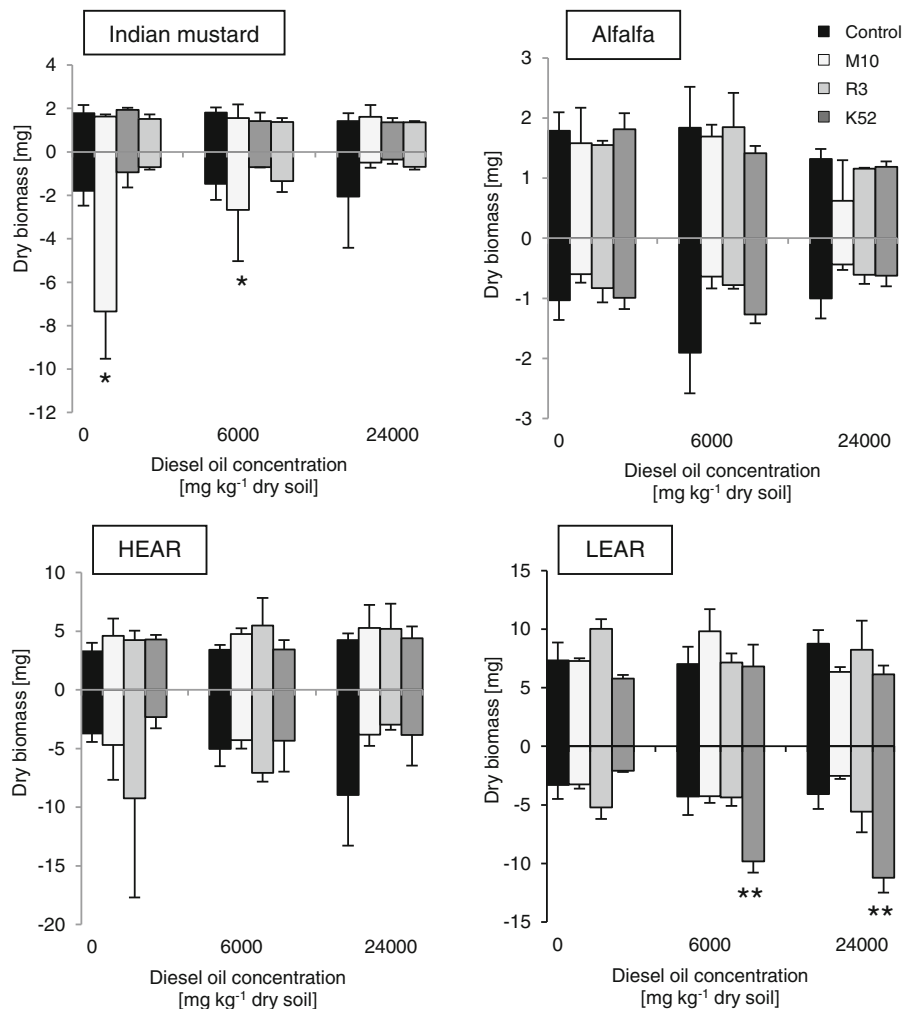 Indian mustard
Dry biomass [mg]
4
2
0
-2
-4
-6
-8
-10
-12
*
*
0 6000 24000
Diesel oil concentration
[mg kg-1 dry soil]
Alfalfa
Control
M10
R3
K52
Dry biomass [mg]
3
2
1
0
-1
-2
-3
0 6000 24000
Diesel oil concentration
[mg kg-1 dry soil]
HEAR
Dry biomass [mg]
10
5
0
-5
-10
-15
-20
0 6000 24000
Diesel oil concentration
[mg kg-1 dry soil]
LEAR
Dry biomass [mg]
15
10
5
0
-5
-10
-15
**
**
0 6000 24000
Diesel oil concentration
[mg kg-1 dry soil]